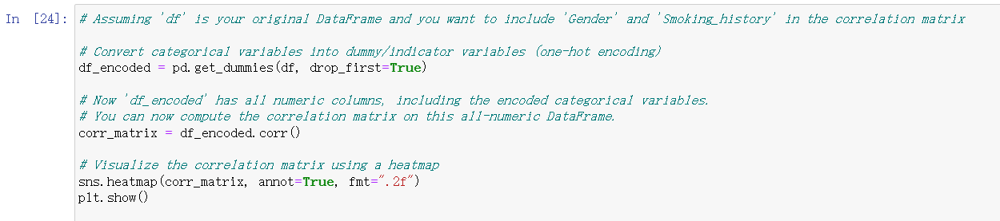 In [24]: # Assuming 'df' is your original DataFrame and you want to include 'Gender' and 'Smoking_history' in the correlation matrix
# Convert categorical variables into dummy/indicator variables (one-hot encoding)
df_encoded = pd.get_dummies(df, drop_first=True)
# Now 'df_encoded' has all numeric columns, including the encoded categorical variables.
# You can now compute the correlation matrix on this all-numeric DataFrame.
corr_matrix = df_encoded.corr()
# Visualize the correlation matrix using a heatmap
sns.heatmap(corr_matrix, annot=True, fmt=".2f")
plt.show()